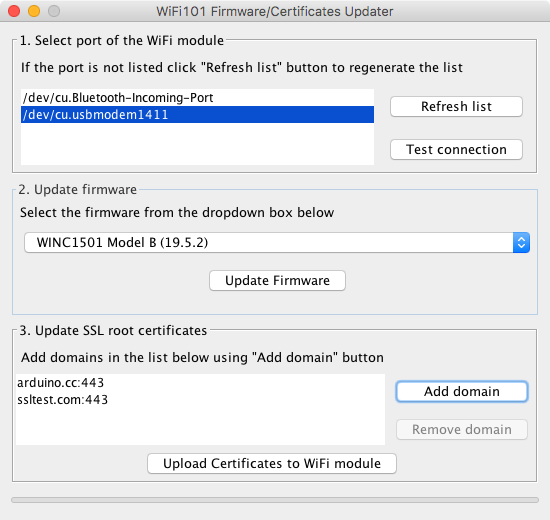 WiFi101 Firmware/Certificates Updater
1. Select port of the WiFi module
If the port is not listed click "Refresh list" button to regenerate the list
/dev/cu.Bluetooth-Incoming-Port
/dev/cu.usbmodem1411
Refresh list
Test connection
2. Update firmware
Select the firmware from the dropdown box below
WINC1501 Model B (19.5.2)
Update Firmware
3. Update SSL root certificates
Add domains in the list below using "Add domain" button
arduino.cc:443
ssltest.com:443
Add domain
Remove domain
Upload Certificates to WiFi module